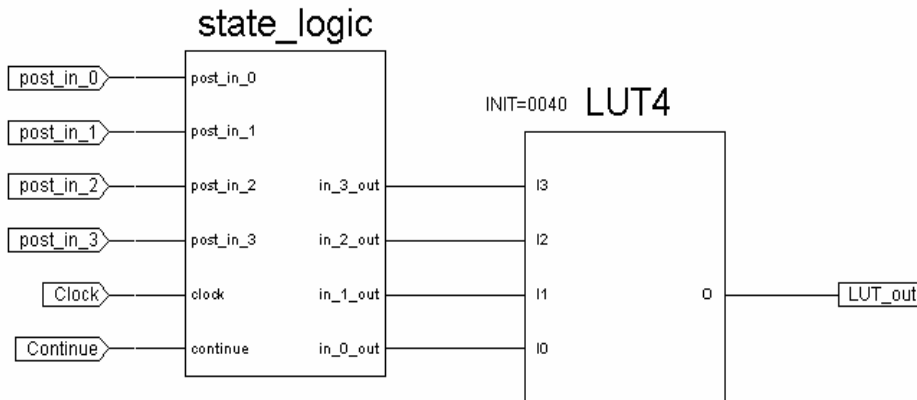 state_logic
post_in_0
post_in_0
INIT=0040 LUT4
post_in_1
post_in_1
post_in_2
post_in_2
in_3_out
I3
post_in_3
post_in_3
in_2_out
I2
Clock
clock
in_1_out
I1
O
LUT_out
Continue
continue
in_0_out
I0